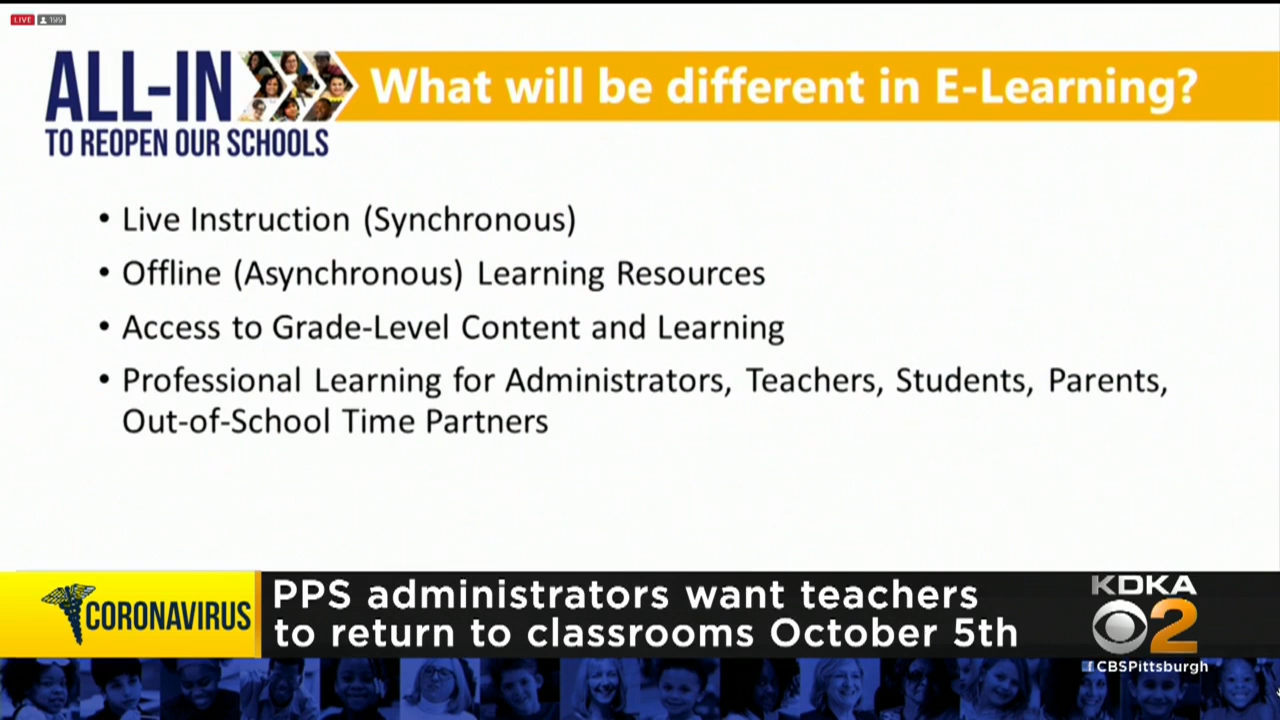 LIVE 199
ALL-IN
TO REOPEN OUR SCHOOLS
What will be different in E-Learning?
• Live Instruction (Synchronous)
• Offline (Asynchronous) Learning Resources
• Access to Grade-Level Content and Learning
• Professional Learning for Administrators, Teachers, Students, Parents,
Out-of-School Time Partners
CORONAVIRUS
PPS administrators want teachers
to return to classrooms October 5th
KDKA
2
f CBSPittsburgh